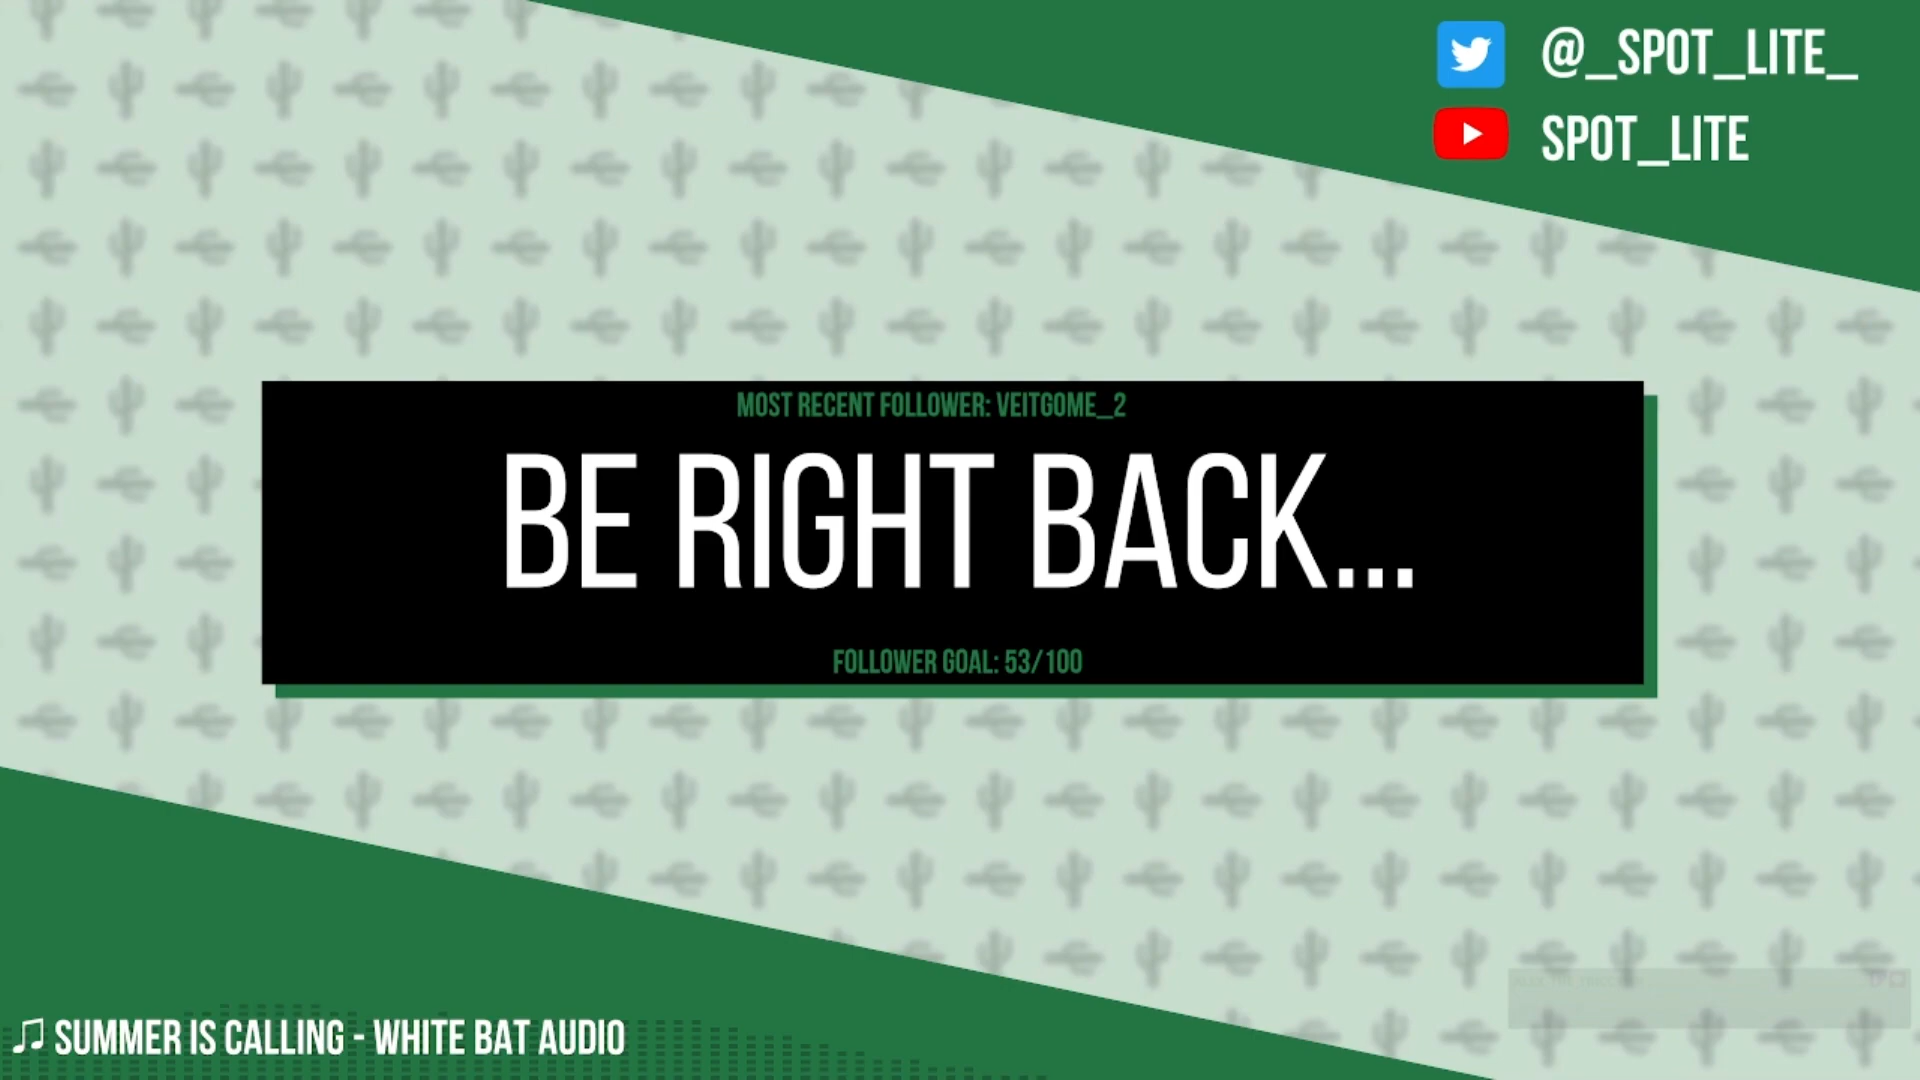 @_SPOT_LITE_
SPOT_LITE
MOST RECENT FOLLOWER: VEITGOME_2
BE RIGHT BACK...
FOLLOWER GOAL: 53/100
♫ SUMMER IS CALLING - WHITE BAT AUDIO